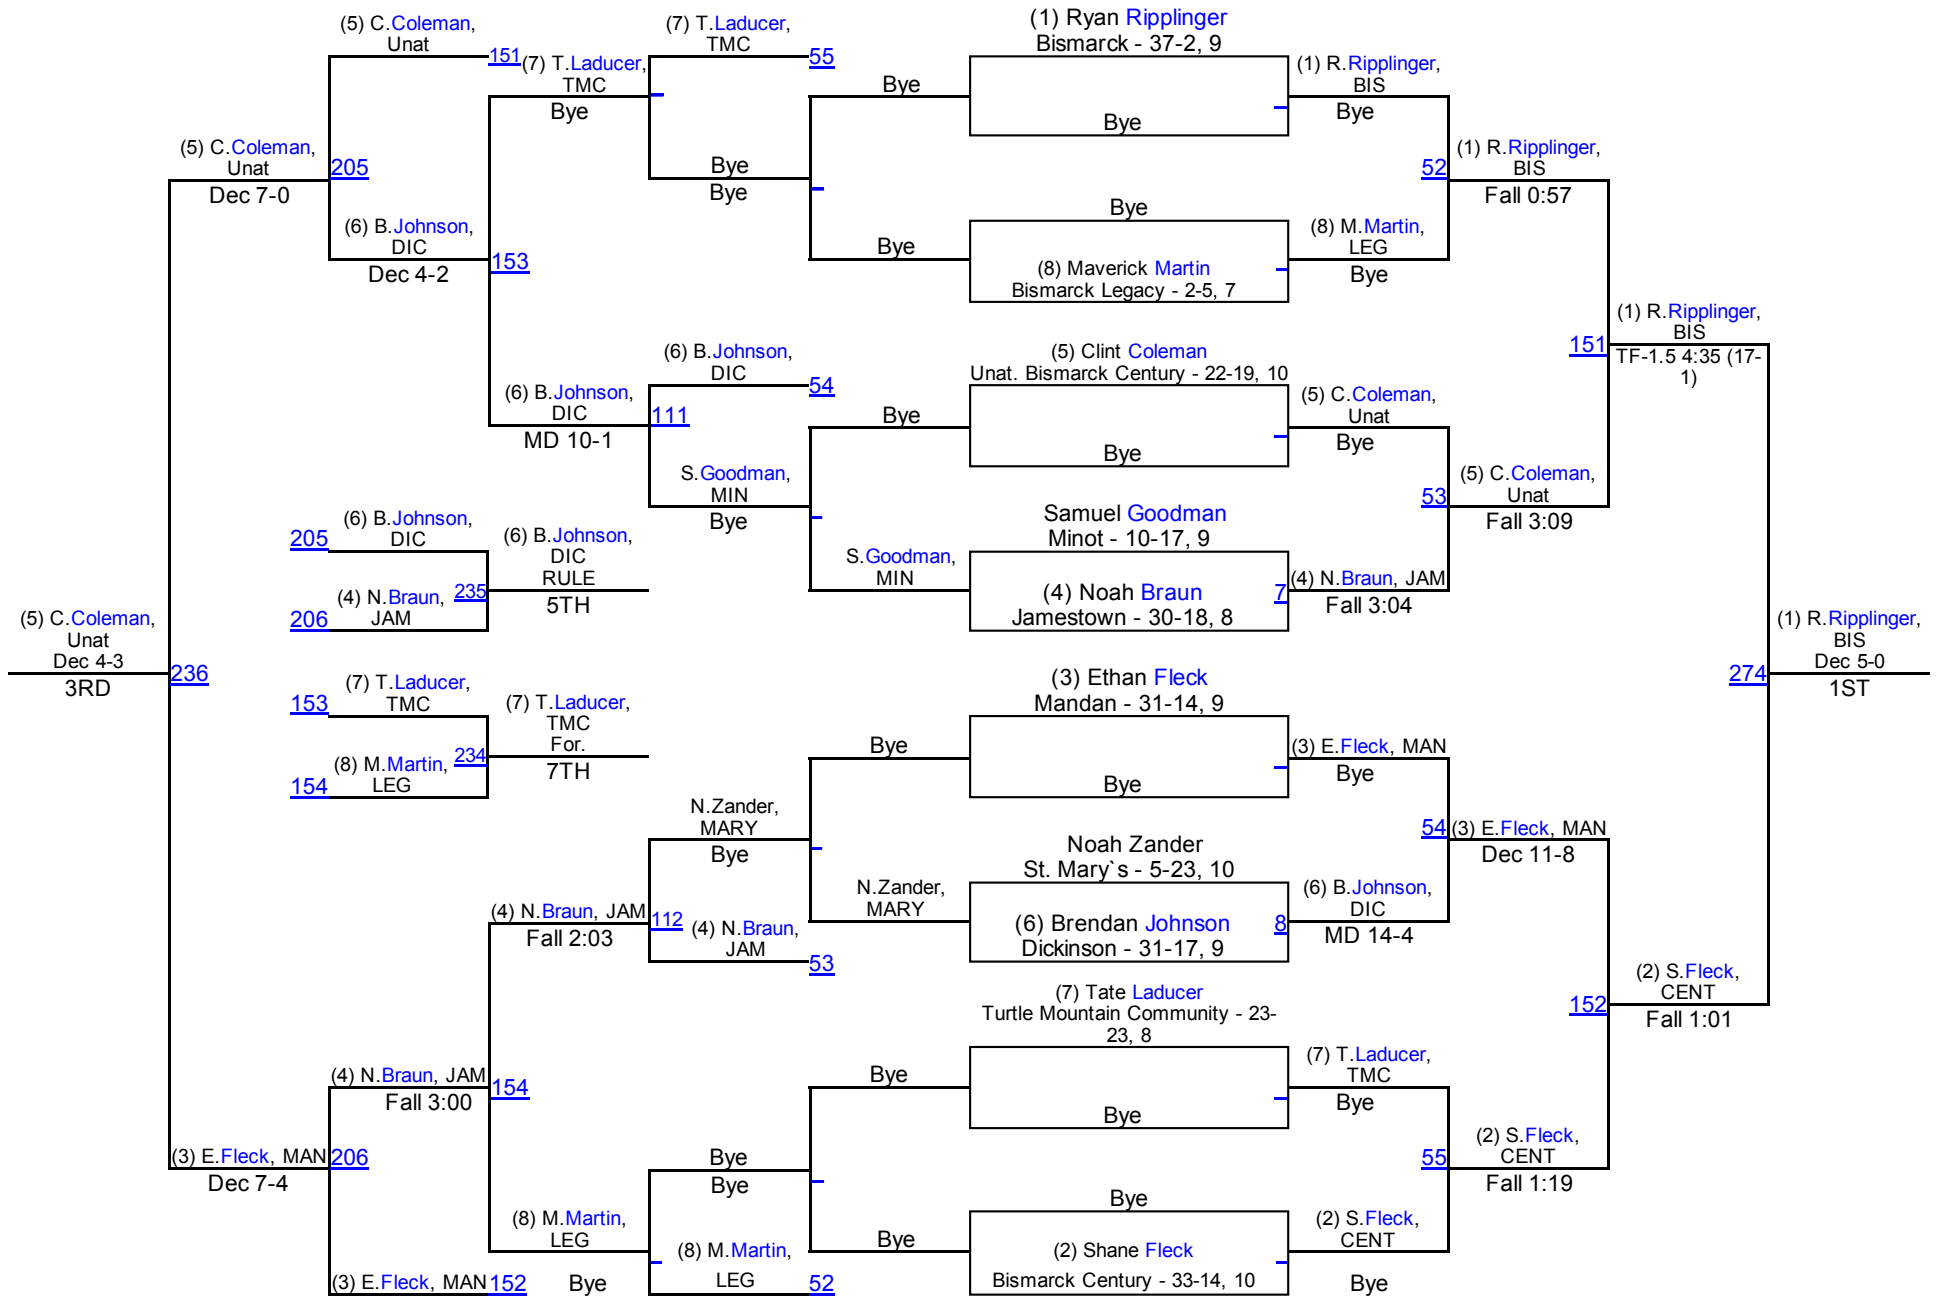 (5) C.Coleman,
Unat
151
(5) C.Coleman,
Unat
Dec 7-0
205
(6) B.Johnson,
DIC
Dec 4-2
153
(7) T.Laducer,
TMC
Bye
(7) T.Laducer,
TMC
55
Bye
Bye
(6) B.Johnson,
DIC
MD 10-1
111
(6) B.Johnson,
DIC
54
S.Goodman,
MIN
Bye
205
(6) B.Johnson,
DIC
206
(4) N.Braun,
JAM
235
(6) B.Johnson,
DIC
RULE
5TH
(5) C.Coleman,
Unat
Dec 4-3
3RD
236
153
(7) T.Laducer,
TMC
154
(8) M.Martin,
LEG
234
(7) T.Laducer,
TMC
For.
7TH
N.Zander,
MARY
Bye
(4) N.Braun, JAM
Fall 2:03
112
(4) N.Braun,
JAM
53
(4) N.Braun, JAM
Fall 3:00
154
(3) E.Fleck, MAN
Dec 7-4
206
Bye
Bye
(8) M.Martin,
LEG
Bye
(8) M.Martin,
LEG
52
(3) E.Fleck, MAN
152
Bye
(1) Ryan Ripplinger
Bismarck - 37-2, 9
Bye
(1) R.Ripplinger,
BIS
Bye
Bye
Bye
(8) Maverick Martin
Bismarck Legacy - 2-5, 7
(8) M.Martin,
LEG
Bye
52
(1) R.Ripplinger,
BIS
Fall 0:57
Bye
(5) Clint Coleman
Unat. Bismarck Century - 22-19, 10
Bye
(5) C.Coleman,
Unat
Bye
S.Goodman,
MIN
Samuel Goodman
Minot - 10-17, 9
(4) Noah Braun
Jamestown - 30-18, 8
7
(4) N.Braun, JAM
Fall 3:04
53
(5) C.Coleman,
Unat
Fall 3:09
151
(1) R.Ripplinger,
BIS
TF-1.5 4:35 (17-
1)
Bye
(3) Ethan Fleck
Mandan - 31-14, 9
Bye
(3) E.Fleck, MAN
Bye
N.Zander,
MARY
Noah Zander
St. Mary`s - 5-23, 10
(6) Brendan Johnson
Dickinson - 31-17, 9
8
(6) B.Johnson,
DIC
MD 14-4
54
(3) E.Fleck, MAN
Dec 11-8
Bye
(7) Tate Laducer
Turtle Mountain Community - 23-
23, 8
Bye
(7) T.Laducer,
TMC
Bye
Bye
Bye
(2) Shane Fleck
Bismarck Century - 33-14, 10
(2) S.Fleck,
CENT
Bye
55
(2) S.Fleck,
CENT
Fall 1:19
152
(2) S.Fleck,
CENT
Fall 1:01
274
(1) R.Ripplinger,
BIS
Dec 5-0
1ST